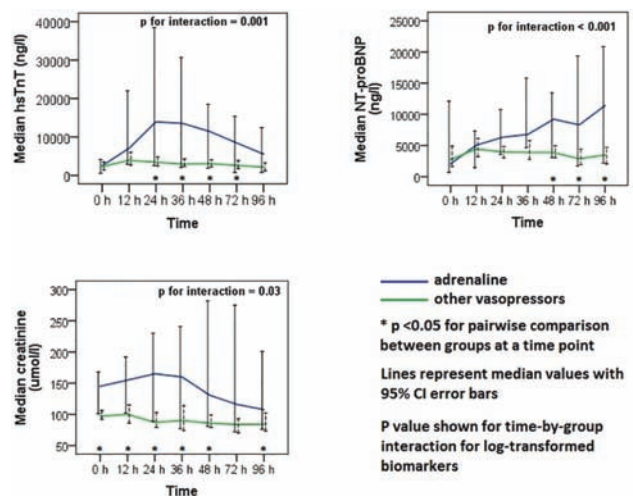 p for interaction = 0.001
Median hsTnT (ng/l)
40000
30000
20000
10000
0
0 h 12 h 24 h 36 h 48 h 72 h 96 h
* * * *
Time
p for interaction < 0.001
Median NT-proBNP
(ng/l)
25000
20000
15000
10000
5000
0
0 h 12 h 24 h 36 h 48 h 72 h 96 h
* * *
Time
p for interaction = 0.03
Median creatinine
(umol/l)
300
250
200
150
100
50
* * * * * *
0 h 12 h 24 h 36 h 48 h 72 h 96 h
Time
adrenaline
other vasopressors
* p <0.05 for pairwise comparison
between groups at a time point
Lines represent median values with
95% CI error bars
P value shown for time-by-group
interaction for log-transformed
biomarkers